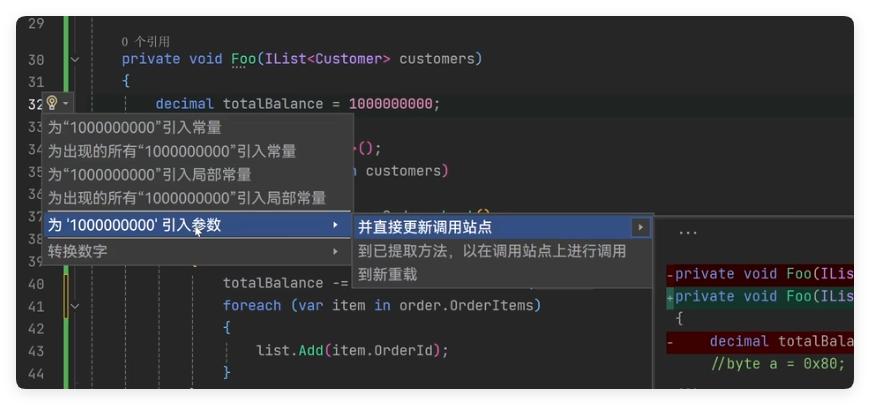 29
0 个引用
30 private void Foo(IList<Customer> customers)
31 {
32 decimal totalBalance = 1000000000;
33 为“1000000000”引入常量
34 为出现的所有“1000000000”引入常量 ();
35 为“1000000000”引入局部常量 customers)
36 为出现的所有“1000000000”引入局部常量
37 为 '1000000000' 引入参数
38 转换数字
并直接更新调用站点
到已提取方法，以在调用站点上进行调用
到新重载
39
40 totalBalance -=
41 foreach (var item in order.OrderItems)
42 {
43 list.Add(item.OrderId);
44 }
...
-private void Foo(ILis
+private void Foo(ILis
{
- decimal totalBala
//byte a = 0x80;